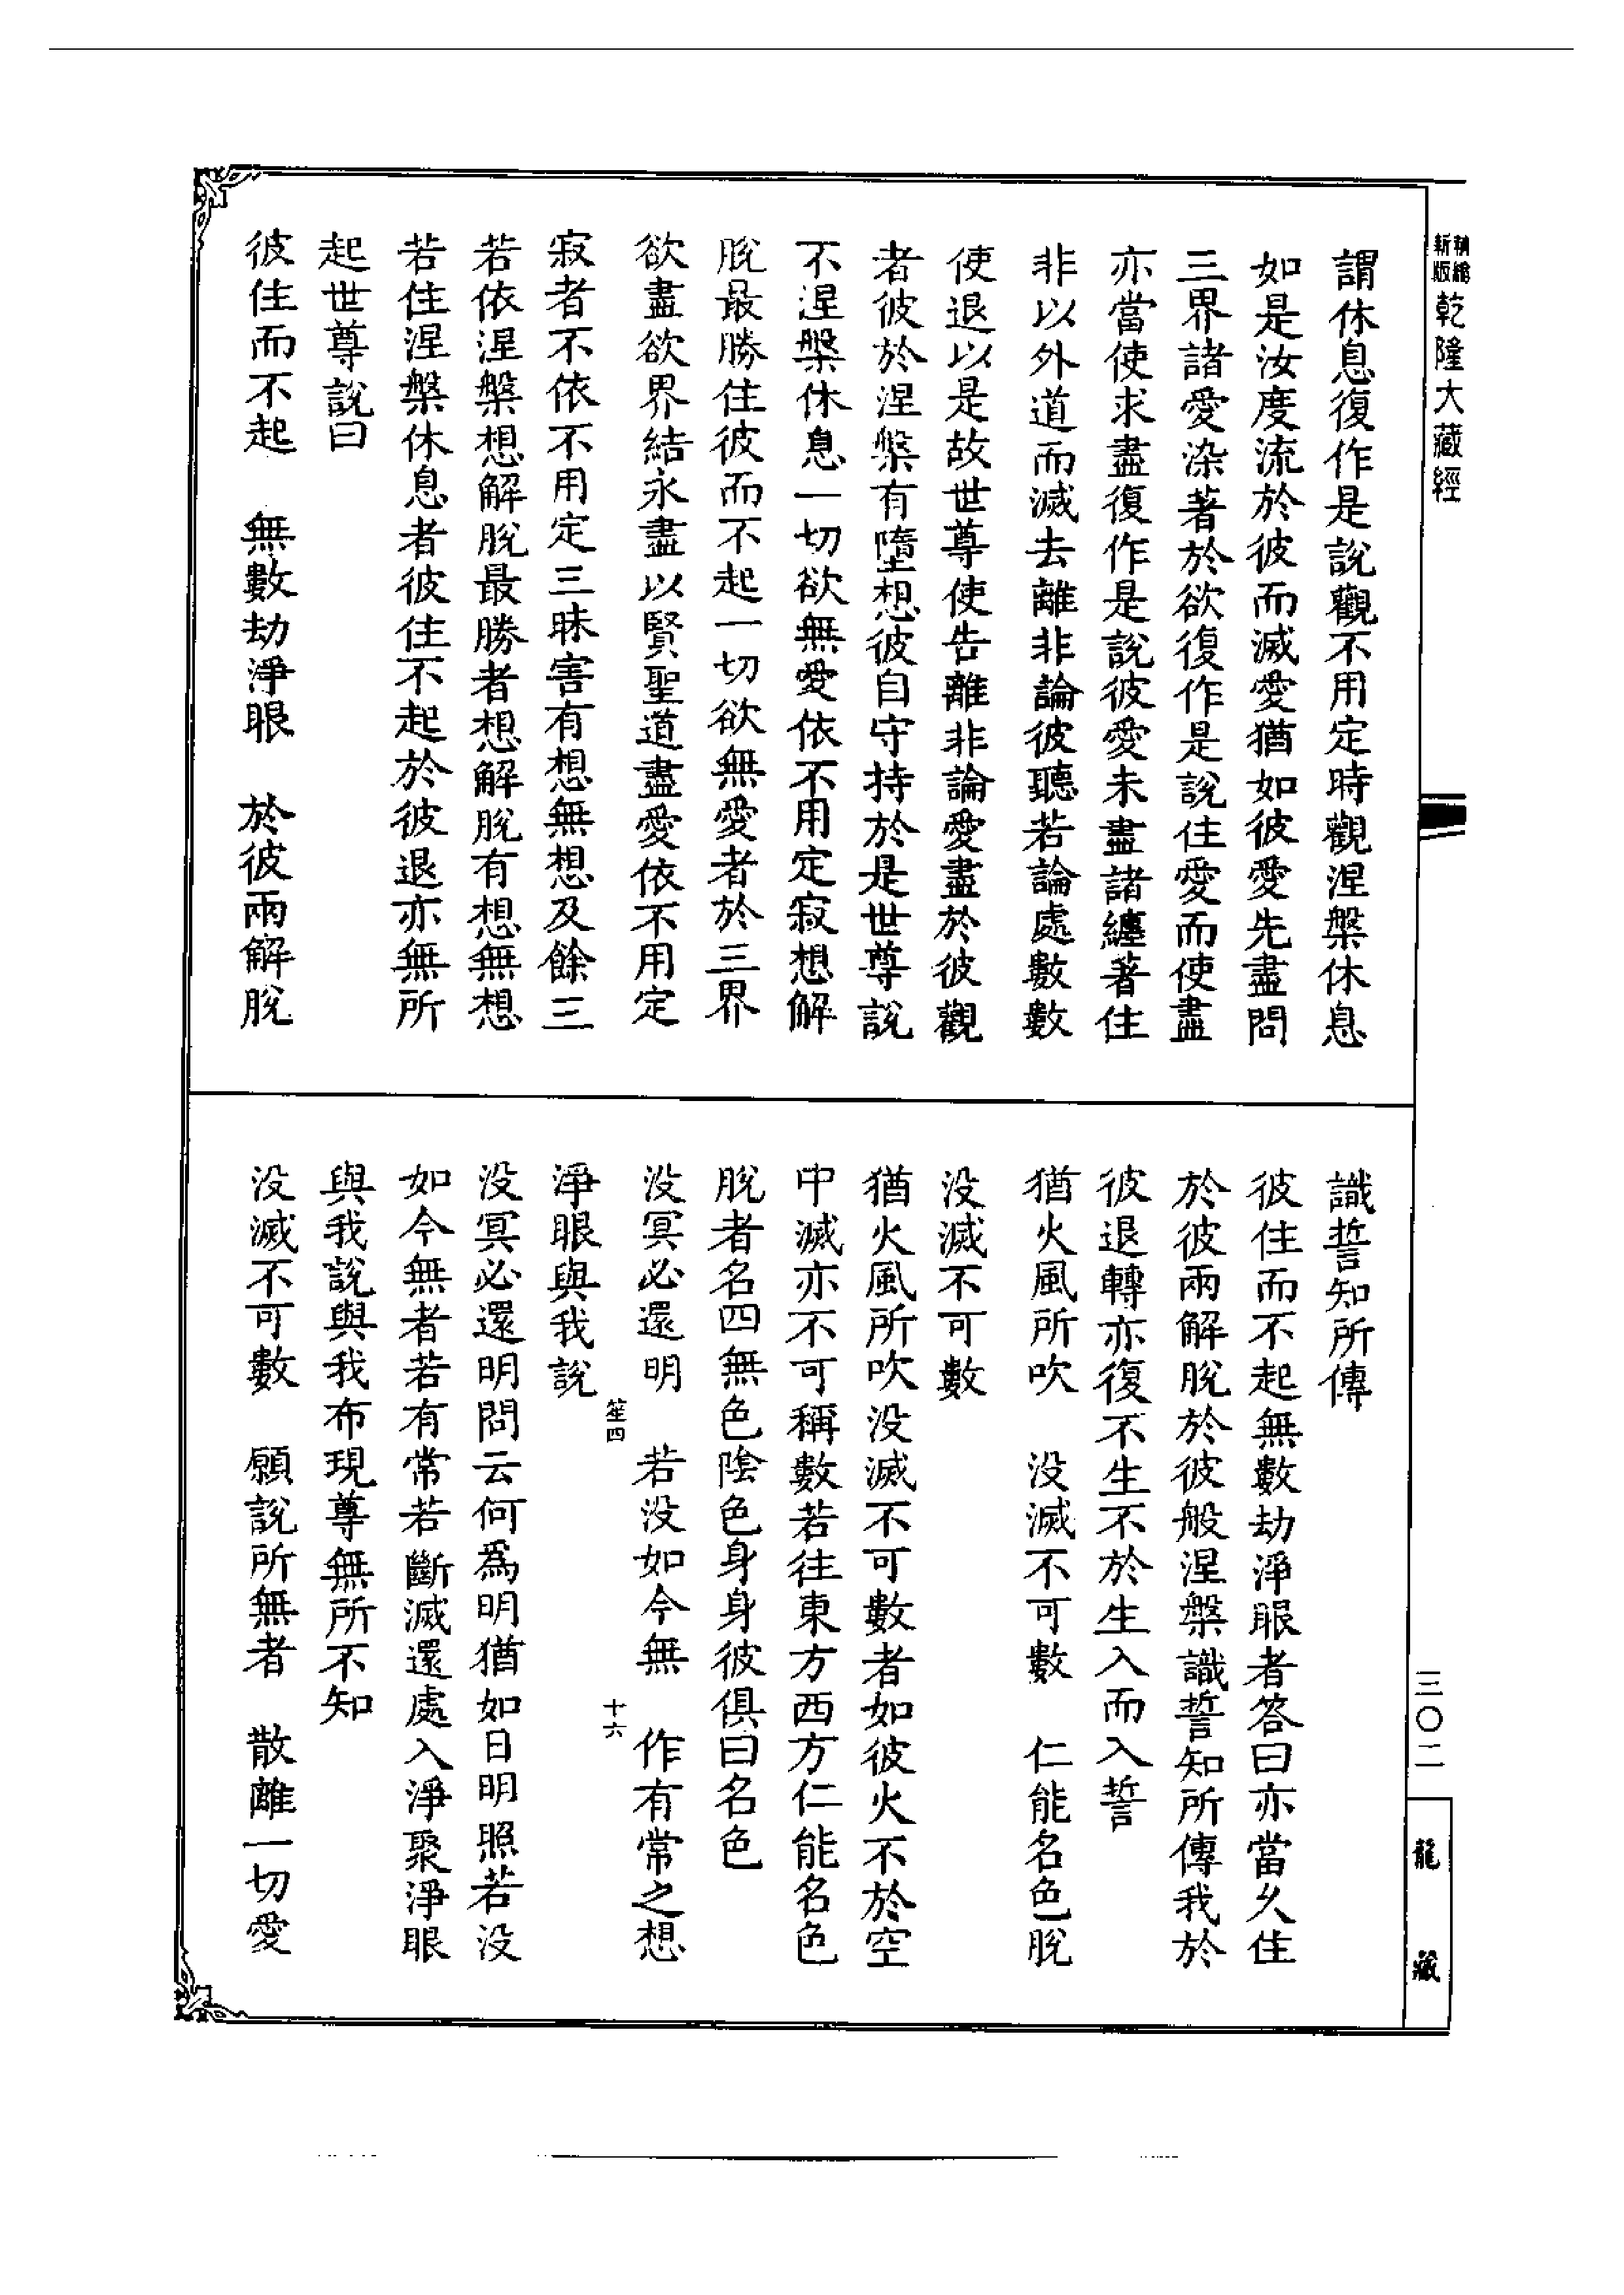 新版精繪乾隆大藏經
謂休息復作是說觀不用定時觀涅槃休息
如是汝度流於彼而滅愛猶如彼愛先盡問
三界諸愛染著於欲復作是說住愛而使盡
亦當使求盡復作是說彼愛未盡諸纏著住
非以外道而滅去離非論彼聽若論處數數
使退以是故世尊使告離非論愛盡於彼觀
者彼於涅槃有墮想彼自守持於是世尊說
不涅槃休息一切欲無愛依不用定寂想解
脫最勝住彼而不起一切欲無愛者於三界
欲盡欲界結永盡以賢聖道盡愛依不用定
寂者不依不用定三昧害有想無想及餘三
若依涅槃想解脫最勝者想解脫有想無想
若住涅槃休息者彼住不起於彼退亦無所
起世尊說曰
彼住而不起　無數劫淨眼　於彼兩解脫
識誓知所傳
彼住而不起無數劫淨眼者答曰亦當久住
於彼兩解脫於彼般涅槃識誓知所傳我於
彼退轉亦復不生不於生入而入誓
猶火風所吹　没滅不可數　仁能名色脫
没滅不可數
猶火風所吹没滅不可數者如彼火不於空
中滅亦不可稱數若往東方西方仁能名色
脫者名四無色陰色身身彼俱曰名色
没冥必還明　若没如今無　作有常之想
淨眼與我說
笙四　十六
没冥必還明問云何爲明猶如日明照若没
如今無者若有常若斷滅還處入淨聚淨眼
與我說與我布現尊無所不知
没滅不可數　願說所無者　散離一切愛
三〇二
龍藏